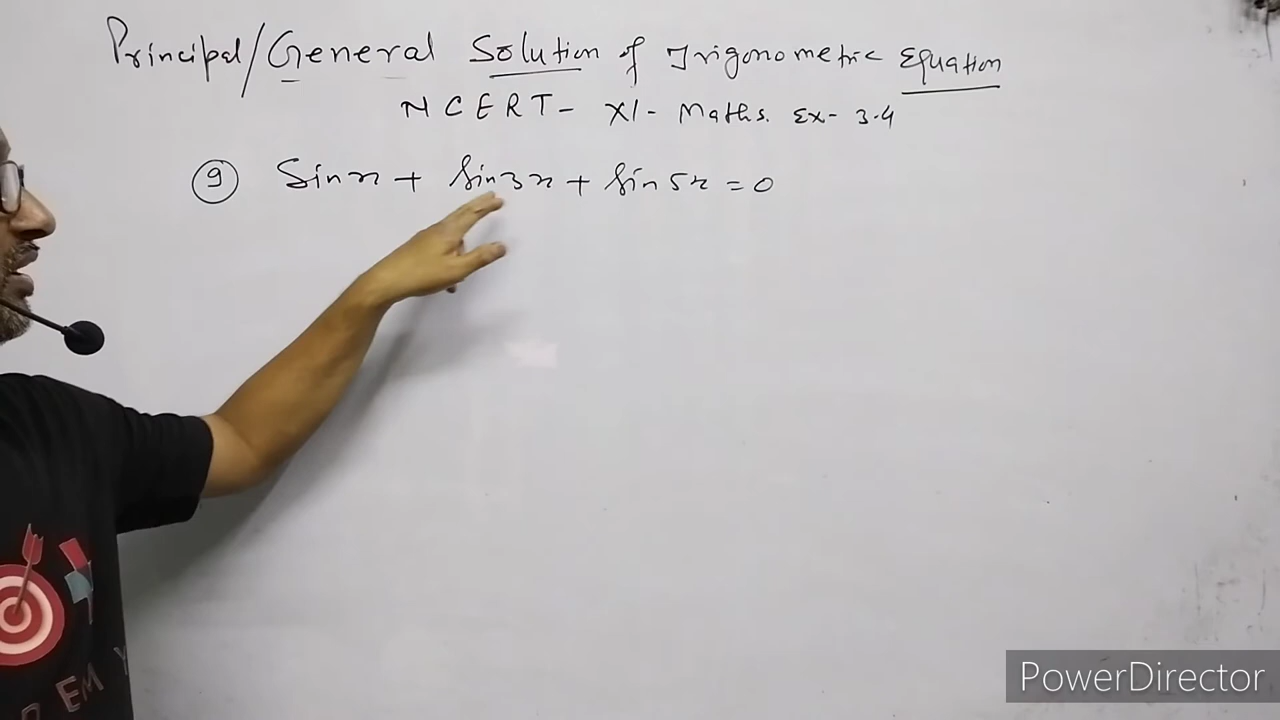 Principal/General Solution of Trigonometric Equation
NCERT- XI- Maths. Ex- 3.4
9 Sinx + Sin3x + Sin5x = 0
PowerDirector